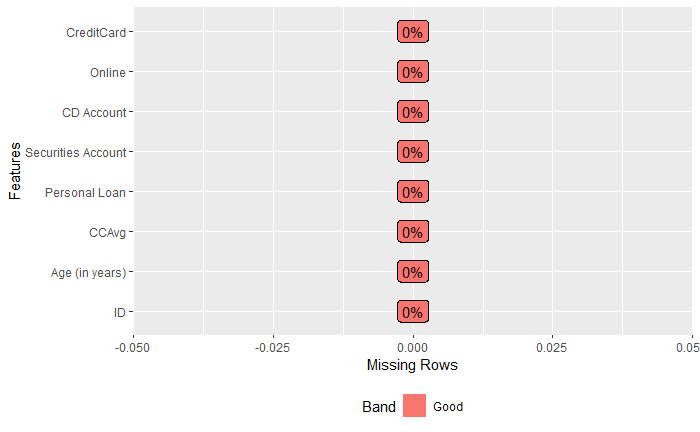 CreditCard 0%
Online 0%
CD Account 0%
Securities Account 0%
Personal Loan 0%
CCAvg 0%
Age (in years) 0%
ID 0%
Features
-0.050 -0.025 0.000 0.025 0.05
Missing Rows
Band Good